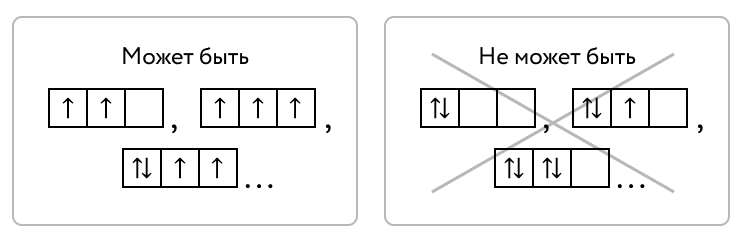 Может быть
↑ ↑ , ↑ ↑ ↑ ,
↑↓ ↑ ↑ ...
Не может быть
↑↓ , ↑↓ ↑ ,
↑↓ ↑↓ ...